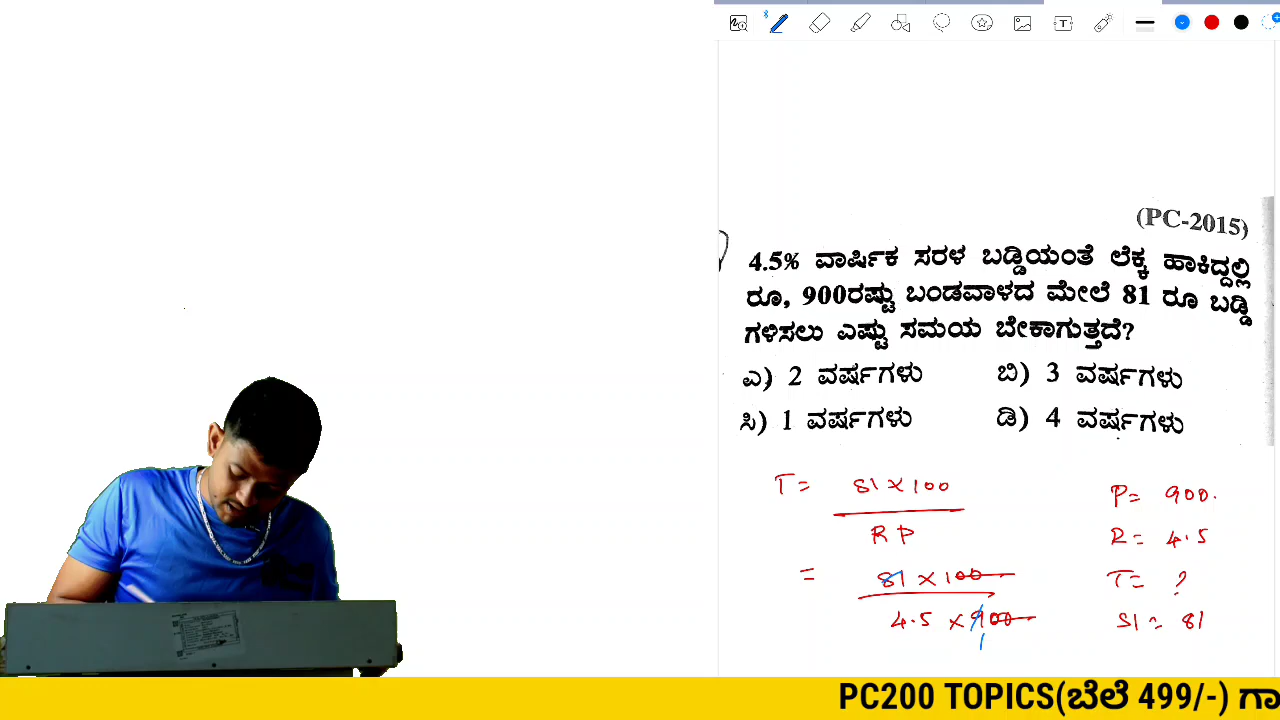 (PC-2015)
4.5% ವಾರ್ಷಿಕ ಸರಳ ಬಡ್ಡಿಯಂತೆ ಲೆಕ್ಕ ಹಾಕಿದ್ದಲ್ಲಿ
ರೂ, 900ರಷ್ಟು ಬಂಡವಾಳದ ಮೇಲೆ 81 ರೂ ಬಡ್ಡಿ
ಗಳಿಸಲು ಎಷ್ಟು ಸಮಯ ಬೇಕಾಗುತ್ತದೆ?
ಎ) 2 ವರ್ಷಗಳು ಬಿ) 3 ವರ್ಷಗಳು
ಸಿ) 1 ವರ್ಷಗಳು ಡಿ) 4 ವರ್ಷಗಳು
T = 81 × 100
R P
= 81 × 100
4.5 × 900
1
P = 900.
R = 4.5
T = ?
SI = 81
PC200 TOPICS(ಬೆಲೆ 499/-) ಗಾ